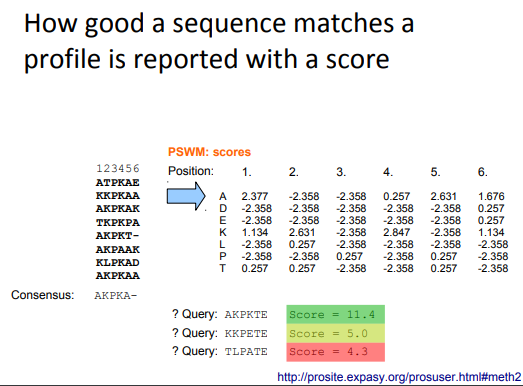 How good a sequence matches a
profile is reported with a score
PSWM: scores
123456 Position: 1. 2. 3. 4. 5. 6.
ATPKAE
KKPKAA A 2.377 -2.358 -2.358 0.257 2.631 1.676
AKPKAK D -2.358 -2.358 -2.358 -2.358 -2.358 0.257
TKPKPA E -2.358 -2.358 -2.358 -2.358 -2.358 0.257
AKPKT- K 1.134 2.631 -2.358 2.847 -2.358 1.134
AKPAAK L -2.358 0.257 -2.358 -2.358 -2.358 -2.358
KLPKAD P -2.358 -2.358 0.257 -2.358 0.257 -2.358
AKPKAA T 0.257 0.257 -2.358 -2.358 0.257 -2.358
Consensus: AKPKA-
? Query: AKPKTE Score = 11.4
? Query: KKPETE Score = 5.0
? Query: TLPATE Score = 4.3
http://prosite.expasy.org/prosuser.html#meth2